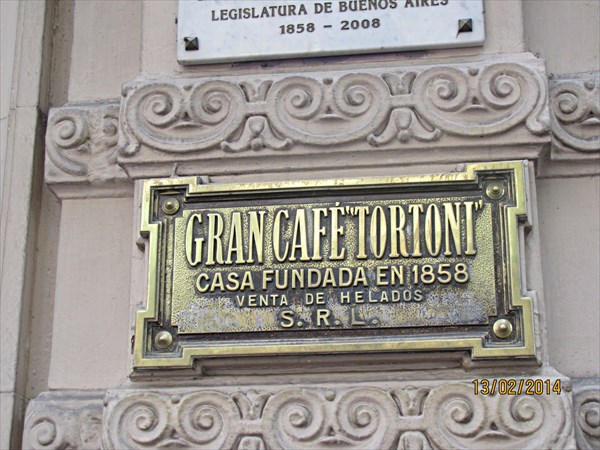 LEGISLATURA DE BUENOS AIRES
1858 - 2008
GRAN CAFÉ "TORTONI"
CASA FUNDADA EN 1858
VENTA DE HELADOS
S. R. L.
13/02/2014